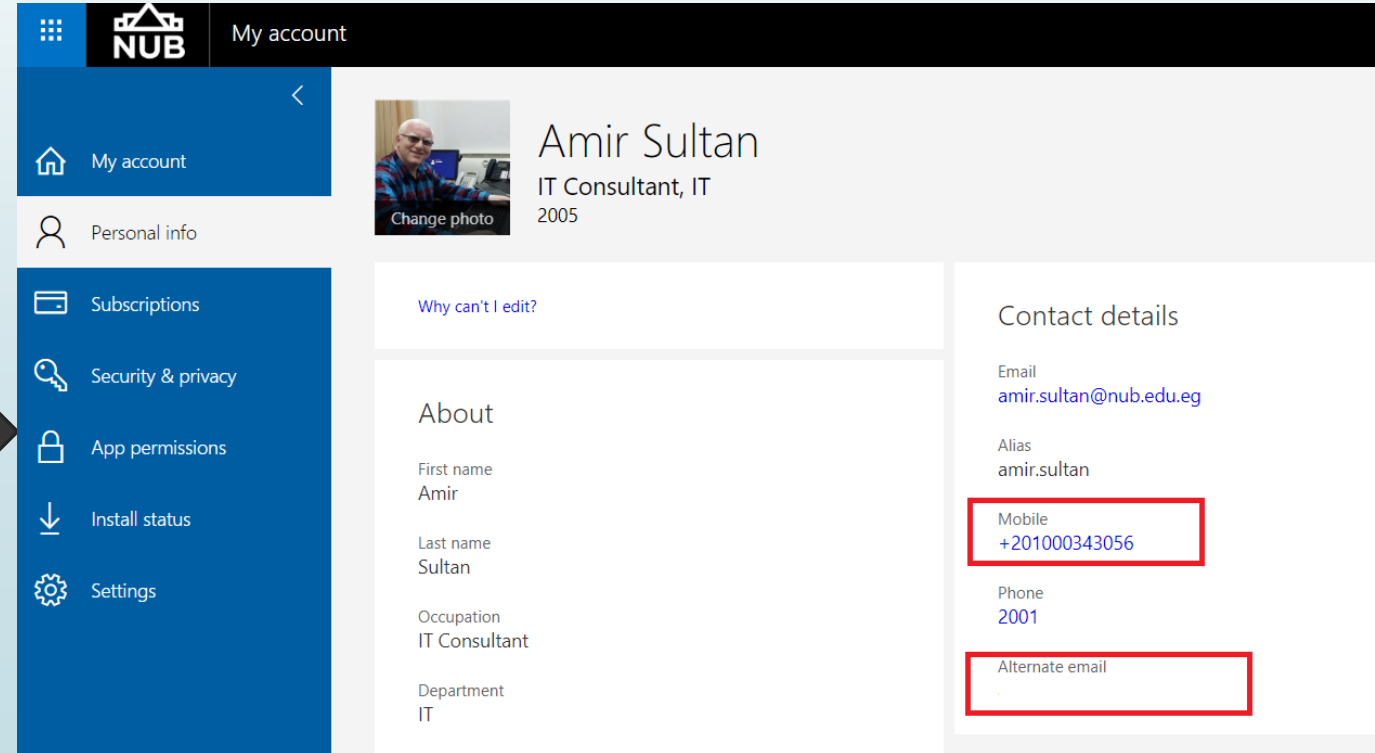 NUB
My account
My account
Personal info
Subscriptions
Security & privacy
App permissions
Install status
Settings
Change photo
Amir Sultan
IT Consultant, IT
2005
Why can't I edit?
About
First name
Amir
Last name
Sultan
Occupation
IT Consultant
Department
IT
Contact details
Email
amir.sultan@nub.edu.eg
Alias
amir.sultan
Mobile
+201000343056
Phone
2001
Alternate email